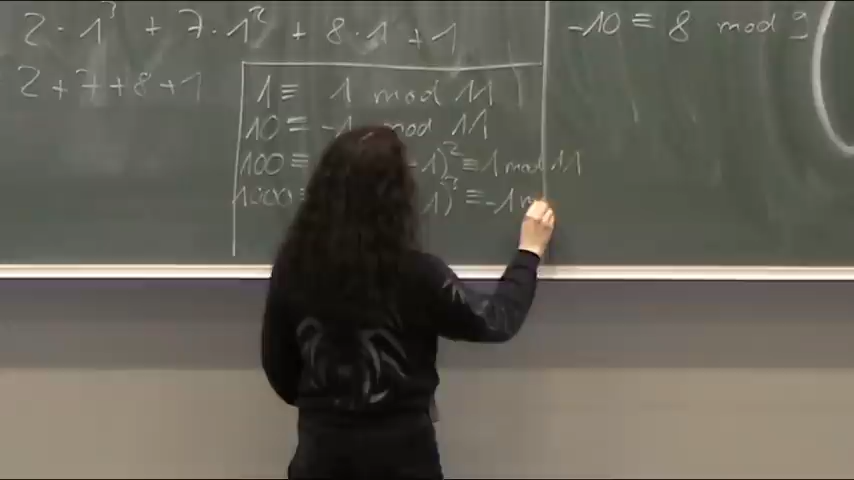 2 · 1³ + 7 · 1² + 8 · 1 + 1
2 + 7 + 8 + 1
1 ≡ 1 mod 11
10 ≡ -1 mod 11
100 ≡ -1)² ≡ 1 mod 11
1000 ≡ 1)³ ≡ -1 m
-10 ≡ 8 mod 9